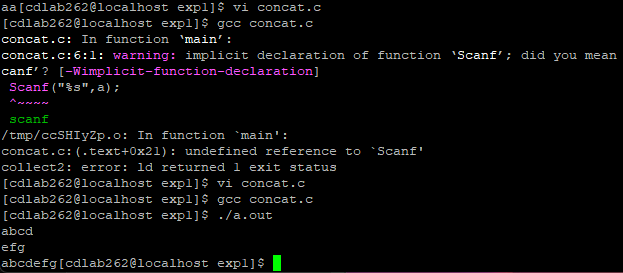 aa[cdlab262@localhost exp1]$ vi concat.c
[cdlab262@localhost exp1]$ gcc concat.c
concat.c: In function ‘main’:
concat.c:6:1: warning: implicit declaration of function ‘Scanf’; did you mean
canf’? [-Wimplicit-function-declaration]
 Scanf("%s",a);
 ^~~~~
 scanf
/tmp/ccSHIyZp.o: In function `main':
concat.c:(.text+0x21): undefined reference to `Scanf'
collect2: error: ld returned 1 exit status
[cdlab262@localhost exp1]$ vi concat.c
[cdlab262@localhost exp1]$ gcc concat.c
[cdlab262@localhost exp1]$ ./a.out
abcd
efg
abcdefg[cdlab262@localhost exp1]$